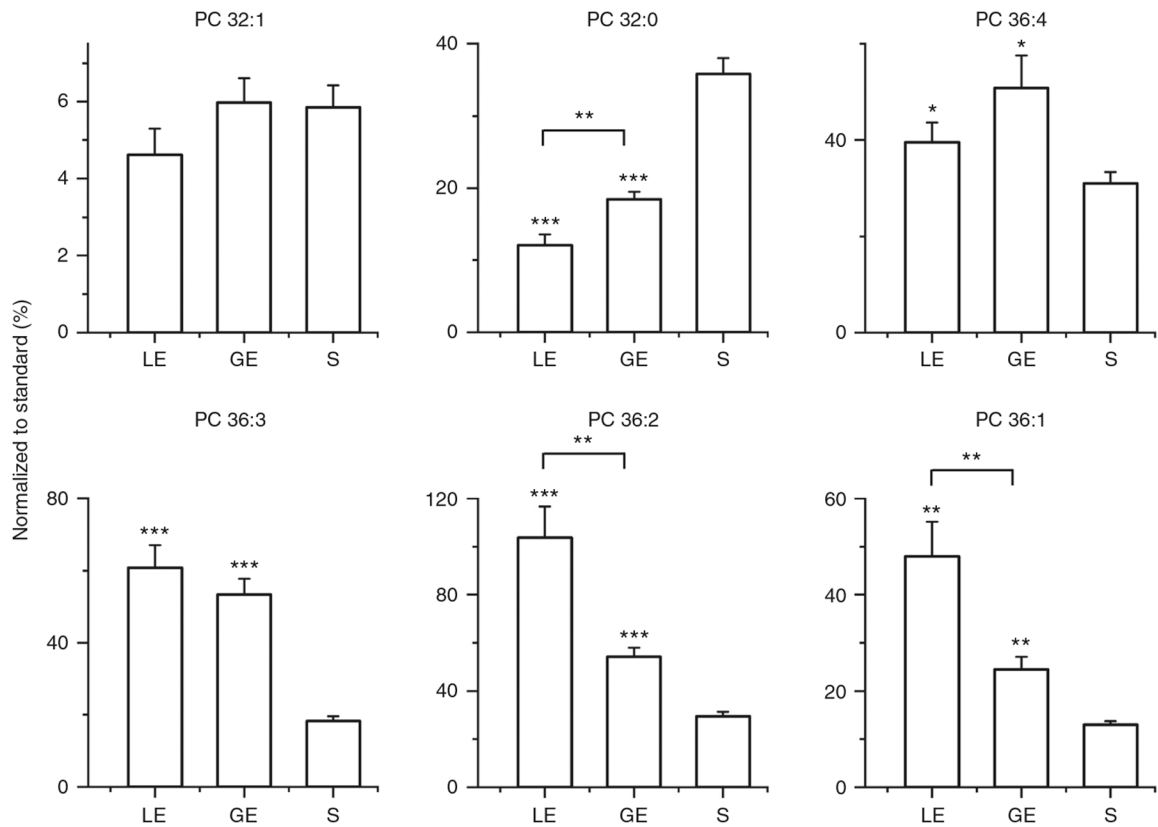 PC 32:1
PC 32:0
PC 36:4
Normalized to standard (%)
6
4
2
0
LE
GE
S
40
20
0
**
***
***
LE
GE
S
40
0
*
*
LE
GE
S
PC 36:3
PC 36:2
PC 36:1
80
40
0
***
***
LE
GE
S
**
120
80
40
0
***
***
LE
GE
S
**
60
40
20
0
**
**
LE
GE
S